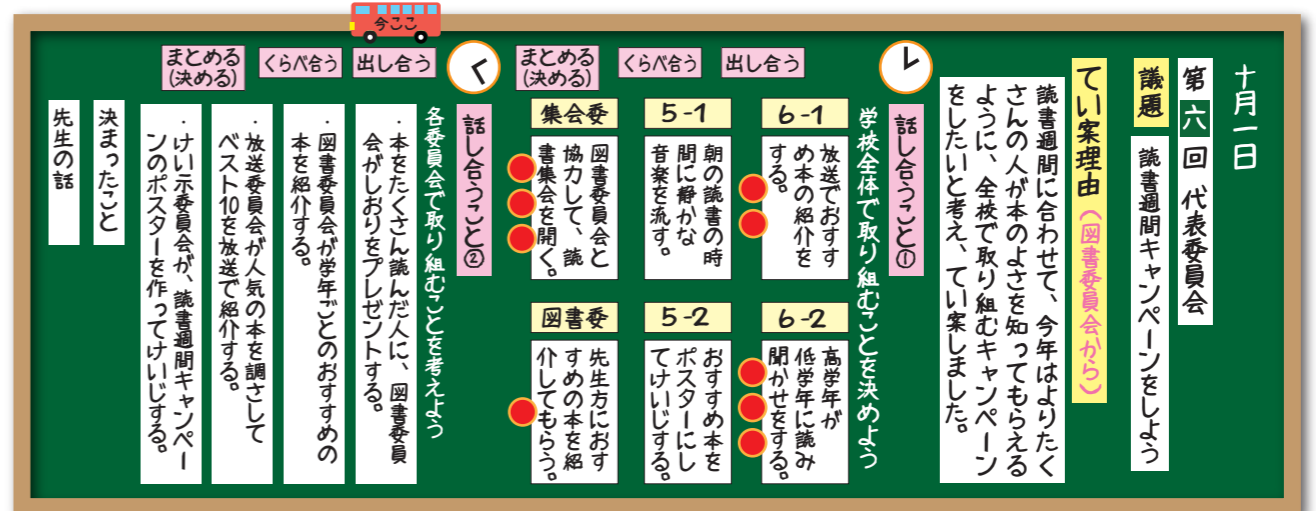 十月一日
第六回 代表委員会
議題
読書週間キャンペーンをしよう
てい案理由(図書委員会から)
読書週間に合わせて、今年はよりたく
さんの人が本のよさを知ってもらえる
ように、全校で取り組むキャンペーン
をしたいと考え、てい案しました。
話し合うこと①
学校全体で取り組むことを決めよう
出し合う
くらべ合う
まとめる
(決める)
6-1
放送でおすす
め本の紹介を
する。
6-2
高学年が
低学年に読み
聞かせをする。
5-1
朝の読書の時
間に静かな
音楽を流す。
5-2
おすすめ本を
ポスターにし
てけいじする。
集会委
図書委員会と
協力して、読
書集会を開く。
図書委
先生方におす
すめの本を紹
介してもらう。
話し合うこと②
各委員会で取り組むことを考えよう
今ここ
出し合う
くらべ合う
まとめる
(決める)
・本をたくさん読んだ人に、図書委員
会がしおりをプレゼントする。
・図書委員会が学年ごとのおすすめの
本を紹介する。
・放送委員会が人気の本を調さして
ベスト10を放送で紹介する。
・けい示委員会が、読書週間キャンペー
ンのポスターを作ってけいじする。
決まったこと
先生の話